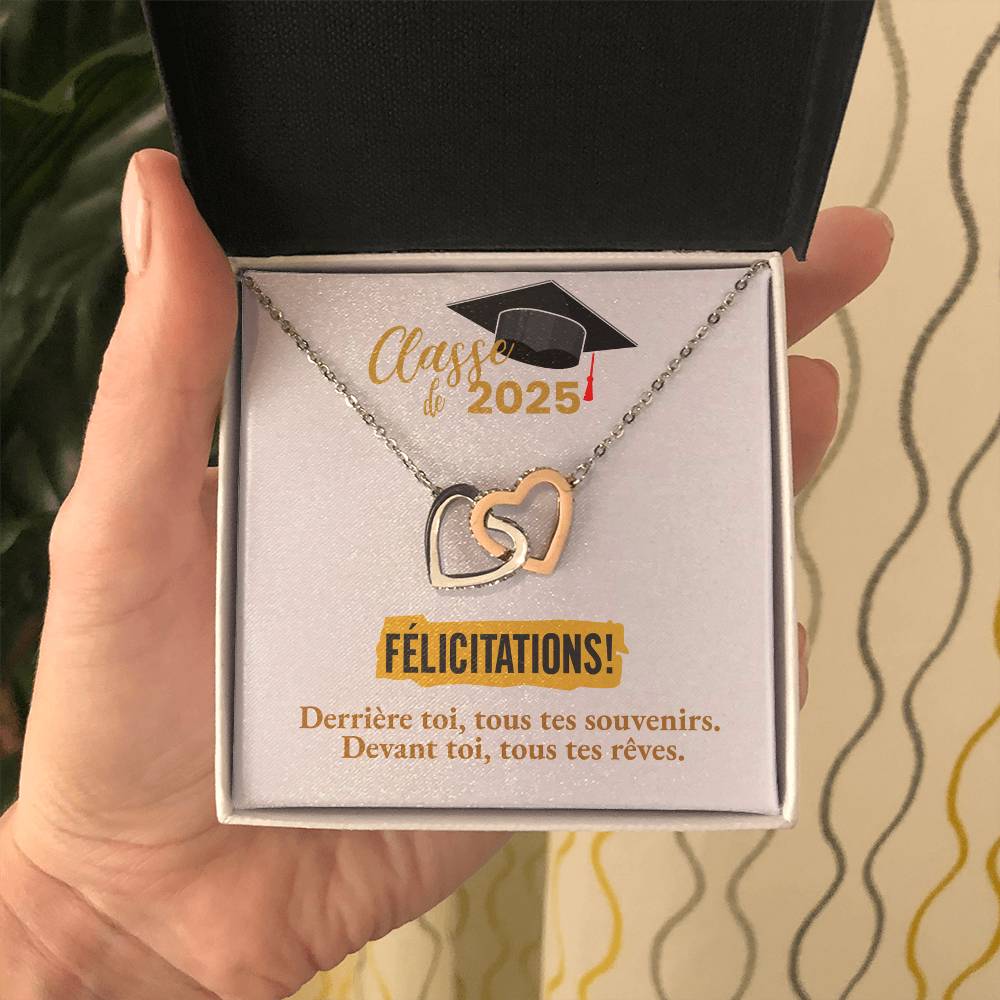 Classe
de 2025
FÉLICITATIONS!
Derrière toi, tous tes souvenirs.
Devant toi, tous tes rêves.